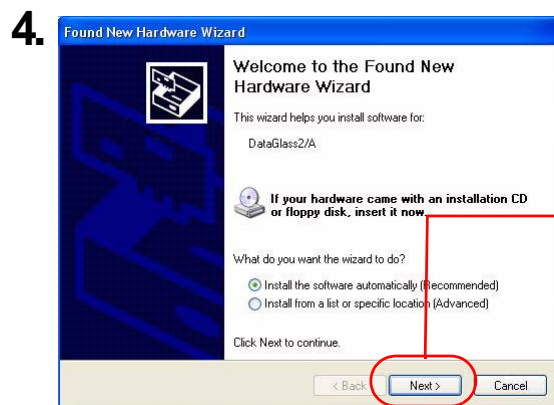 4.
Found New Hardware Wizard
Welcome to the Found New
Hardware Wizard
This wizard helps you install software for:
DataGlass2/A
If your hardware came with an installation CD
or floppy disk, insert it now.
What do you want the wizard to do?
Install the software automatically (Recommended)
Install from a list or specific location (Advanced)
Click Next to continue.
< Back
Next >
Cancel